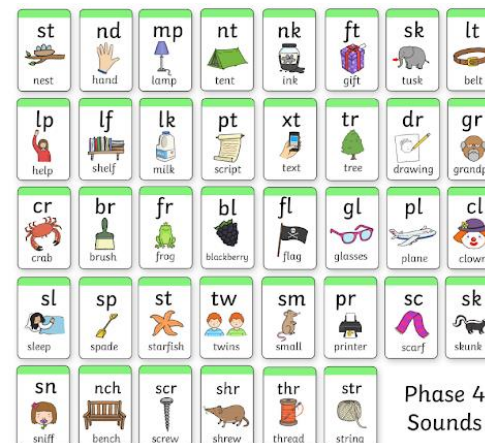 st nd mp nt nk ft sk lt
nest hand lamp tent ink gift tusk belt
lp lf lk pt xt tr dr gr
help shelf milk script text tree drawing grandp
cr br fr bl fl gl pl cl
crab brush frog blackberry flag glasses plane clown
sl sp st tw sm pr sc sk
sleep spade starfish twins small printer scarf skunk
sn nch scr shr thr str
sniff bench screw shrew thread string
Phase 4
Sounds